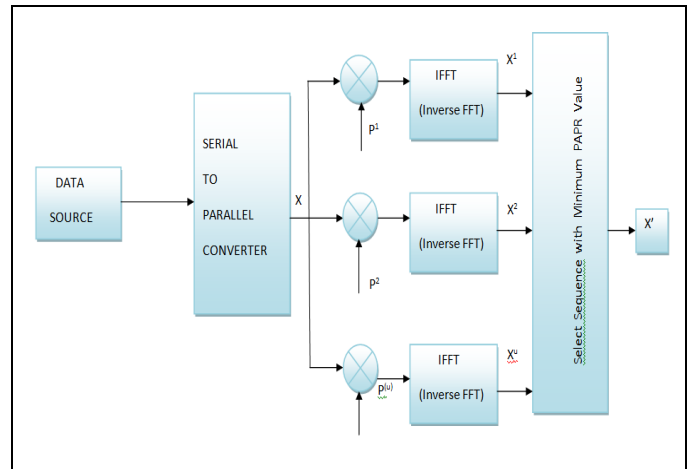 DATA
SOURCE
SERIAL
TO
PARALLEL
CONVERTER
X
P¹
IFFT
(Inverse FFT)
X¹
P²
IFFT
(Inverse FFT)
X²
P⁽ᵘ⁾
IFFT
(Inverse FFT)
Xᵘ
Select Sequence with Minimum PAPR Value
X'